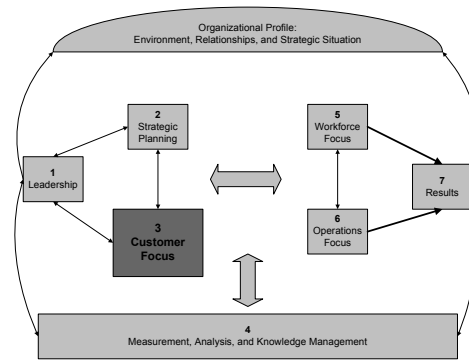 Organizational Profile:
Environment, Relationships, and Strategic Situation
2
Strategic
Planning
5
Workforce
Focus
1
Leadership
7
Results
3
Customer
Focus
6
Operations
Focus
4
Measurement, Analysis, and Knowledge Management